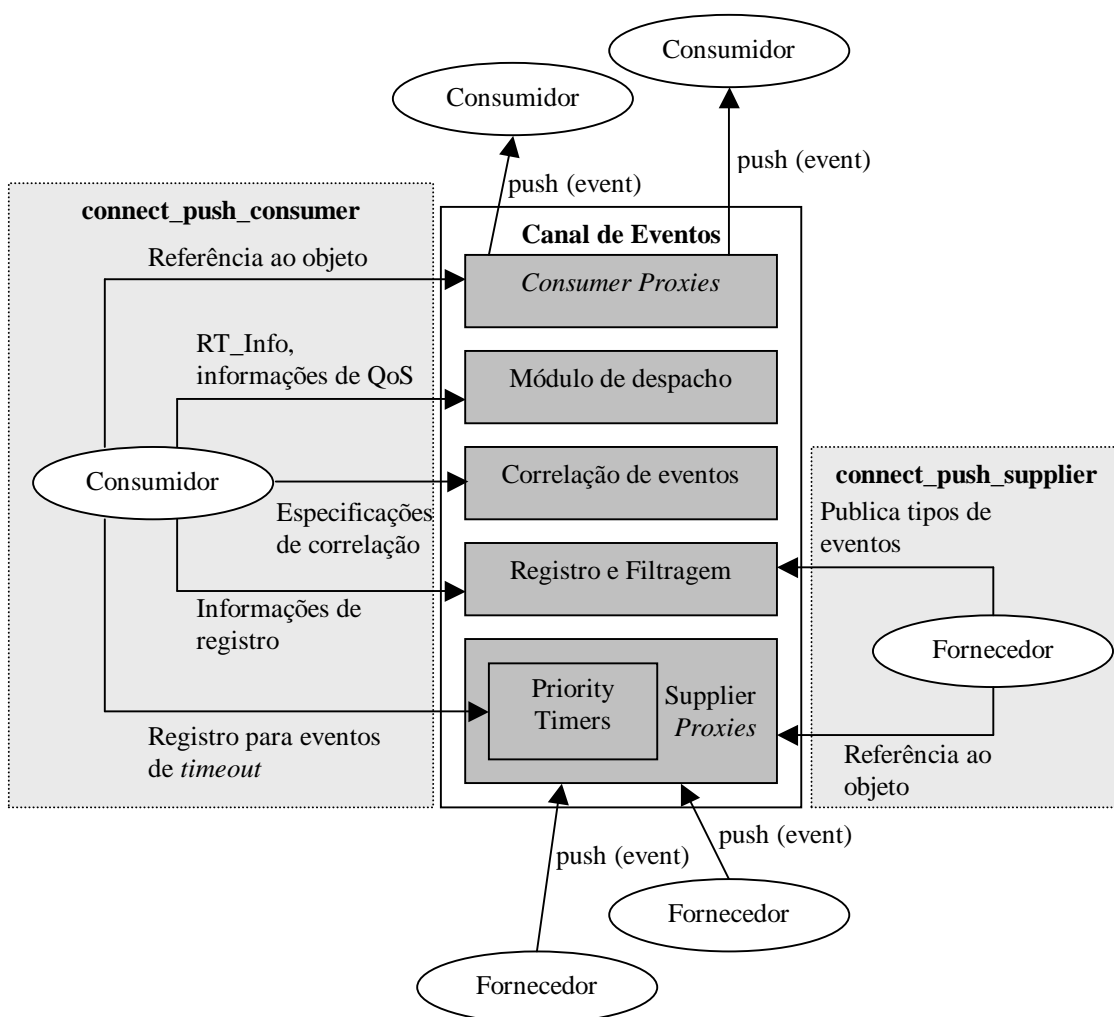 Consumidor
Consumidor
push (event)
push (event)
connect_push_consumer
Referência ao objeto
RT_Info,
informações de QoS
Consumidor
Especificações
de correlação
Informações de
registro
Registro para eventos
de timeout
Canal de Eventos
Consumer Proxies
Módulo de despacho
Correlação de eventos
Registro e Filtragem
Priority
Timers
Supplier
Proxies
connect_push_supplier
Publica tipos de
eventos
Fornecedor
Referência ao
objeto
push (event)
push (event)
Fornecedor
Fornecedor